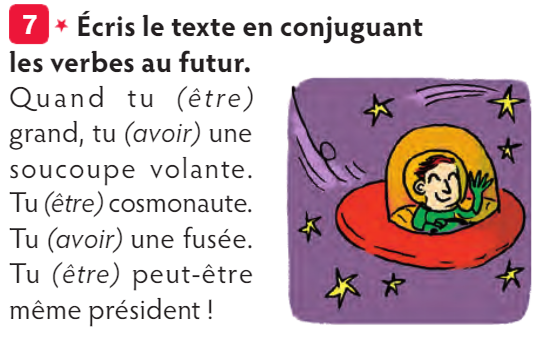 7 * Écris le texte en conjuguant
les verbes au futur.
Quand tu (être)
grand, tu (avoir) une
soucoupe volante.
Tu (être) cosmonaute.
Tu (avoir) une fusée.
Tu (être) peut-être
même président !